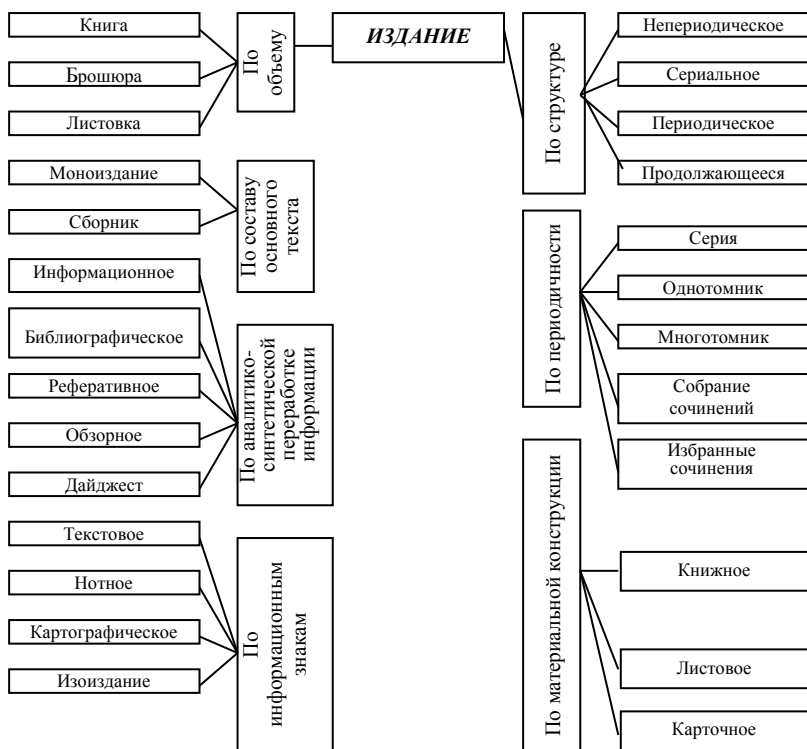 ИЗДАНИЕ
По
объему
Книга
Брошюра
Листовка
По составу
основного
текста
Моноиздание
Сборник
По аналитико-
синтетической
переработке
информации
Информационное
Библиографическое
Реферативное
Обзорное
Дайджест
По
информационным
знакам
Текстовое
Нотное
Картографическое
Изоиздание
По структуре
Непериодическое
Сериальное
Периодическое
Продолжающееся
По периодичности
Серия
Однотомник
Многотомник
Собрание
сочинений
Избранные
сочинения
По материальной конструкции
Книжное
Листовое
Карточное